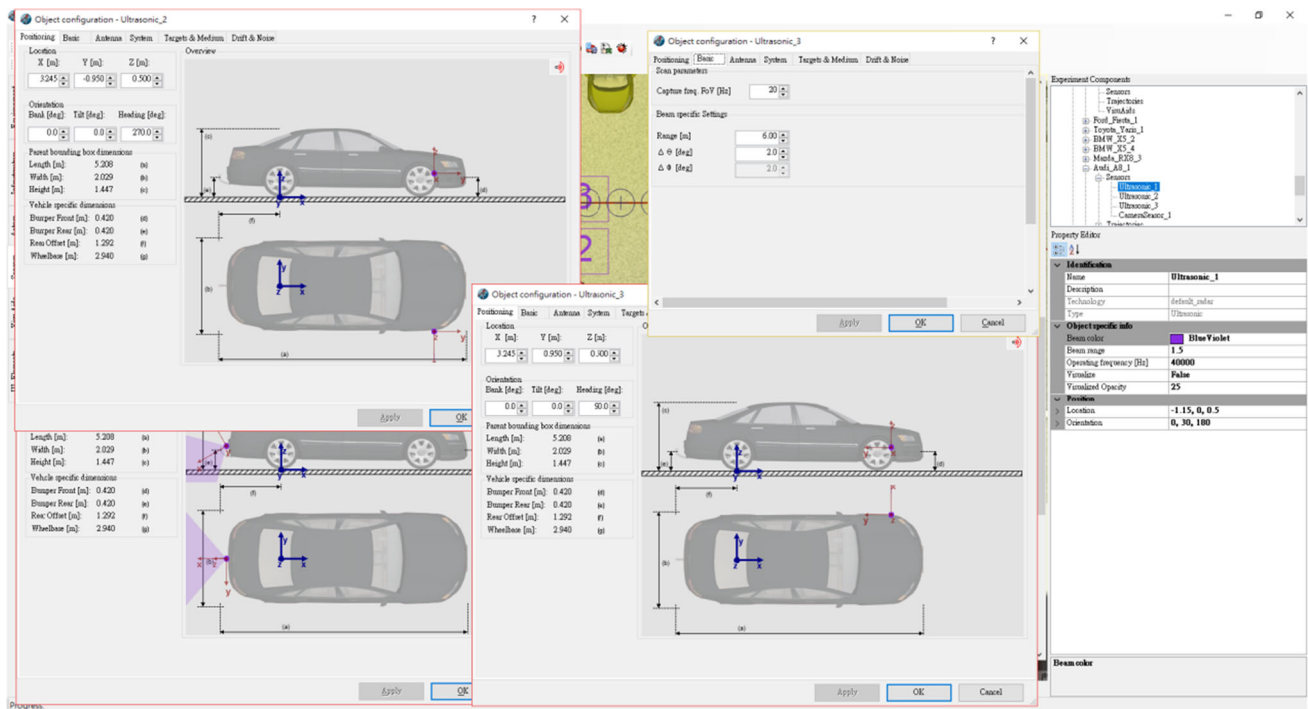 Object configuration - Ultrasonic_2
? ×
Positioning Basic Antenna System Targets & Medium Drift & Noise
Location
X [m]: Y [m]: Z [m]:
3.245 -0.950 0.500
Orientation
Bank [deg]: Tilt [deg]: Heading [deg]:
0.0 0.0 270.0
Parent bounding box dimensions
Length [m]: 5.208 (a)
Width [m]: 2.029 (b)
Height [m]: 1.447 (c)
Vehicle specific dimensions
Bumper Front [m]: 0.420 (d)
Bumper Rear [m]: 0.420 (e)
Rear Offset [m]: 1.292 (f)
Wheelbase [m]: 2.940 (g)
Overview
(c)
(e)
(d)
(f)
x
y
z
(b)
(a)
Apply OK
Length [m]: 5.208 (a)
Width [m]: 2.029 (b)
Height [m]: 1.447 (c)
Vehicle specific dimensions
Bumper Front [m]: 0.420 (d)
Bumper Rear [m]: 0.420 (e)
Rear Offset [m]: 1.292 (f)
Wheelbase [m]: 2.940 (g)
(e)
(f)
(b)
(a)
Apply OK
Progress:
2
Object configuration - Ultrasonic_3
Positioning Basic Antenna System
Location
X [m]: Y [m]: Z [m]:
3.245 0.950 0.500
Orientation
Bank [deg]: Tilt [deg]: Heading [deg]:
0.0 0.0 90.0
Parent bounding box dimensions
Length [m]: 5.208 (a)
Width [m]: 2.029 (b)
Height [m]: 1.447 (c)
Vehicle specific dimensions
Bumper Front [m]: 0.420 (d)
Bumper Rear [m]: 0.420 (e)
Rear Offset [m]: 1.292 (f)
Wheelbase [m]: 2.940 (g)
(c)
(e)
(d)
(f)
(b)
(a)
Apply OK Cancel
Object configuration - Ultrasonic_3
? ×
Positioning Basic Antenna System Targets & Medium Drift & Noise
Scan parameters
Capture freq. FoV [Hz] 20
Beam specific Settings
Range [m] 6.00
Δ θ [deg] 2.0
Δ Φ [deg] 2.0
Apply OK Cancel
Experiment Components
Sensors
Trajectories
VisuAids
Ford_Fiesta_1
Toyota_Yaris_1
BMW_X5_2
BMW_X5_4
Mazda_RX8_3
Audi_A8_1
Sensors
Ultrasonic_1
Ultrasonic_2
Ultrasonic_3
CameraSensor_1
Trajectories
Property Editor
Identification
Name Ultrasonic_1
Description
Technology default_radar
Type Ultrasonic
Object specific info
Beam color BlueViolet
Beam range 1.5
Operating frequency [Hz] 40000
Visualize False
Visualized Opacity 25
Position
Location -1.15, 0, 0.5
Orientation 0, 30, 180
Beam color